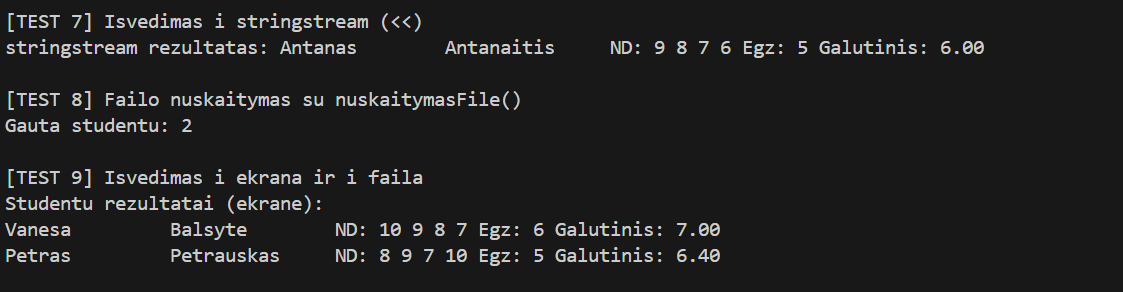 [TEST 7] Isvedimas i stringstream (<<)
stringstream rezultatas: Antanas        Antanaitis     ND: 9 8 7 6 Egz: 5 Galutinis: 6.00
[TEST 8] Failo nuskaitymas su nuskaitymasFile()
Gauta studentu: 2
[TEST 9] Isvedimas i ekrana ir i faila
Studentu rezultatai (ekrane):
Vanesa         Balsyte        ND: 10 9 8 7 Egz: 6 Galutinis: 7.00
Petras         Petrauskas     ND: 8 9 7 10 Egz: 5 Galutinis: 6.40